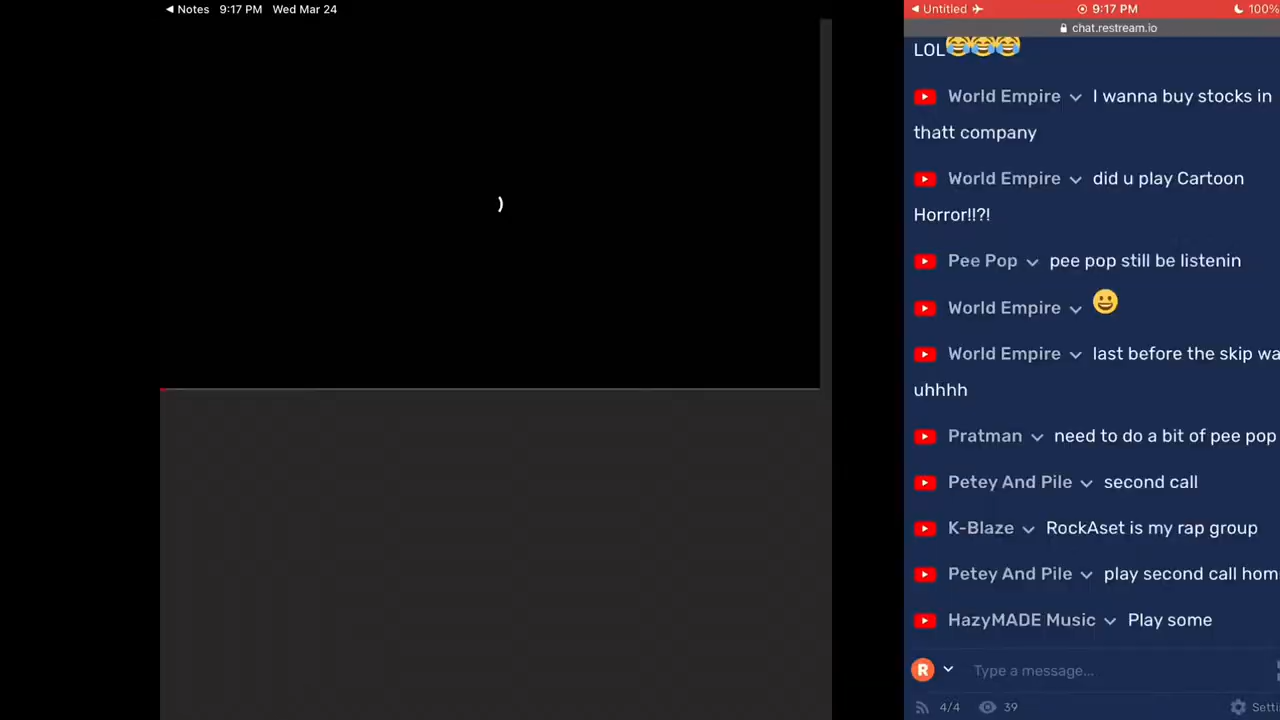 ◀ Notes 9:17 PM Wed Mar 24
◀ Untitled 9:17 PM 100%
chat.restream.io
LOL😂😂😂
World Empire I wanna buy stocks in
thatt company
World Empire did u play Cartoon
Horror!!?!
Pee Pop pee pop still be listenin
World Empire 😀
World Empire last before the skip wa
uhhhh
Pratman need to do a bit of pee pop
Petey And Pile second call
K-Blaze RockAset is my rap group
Petey And Pile play second call hom
HazyMADE Music Play some
R Type a message...
4/4 39 Setti